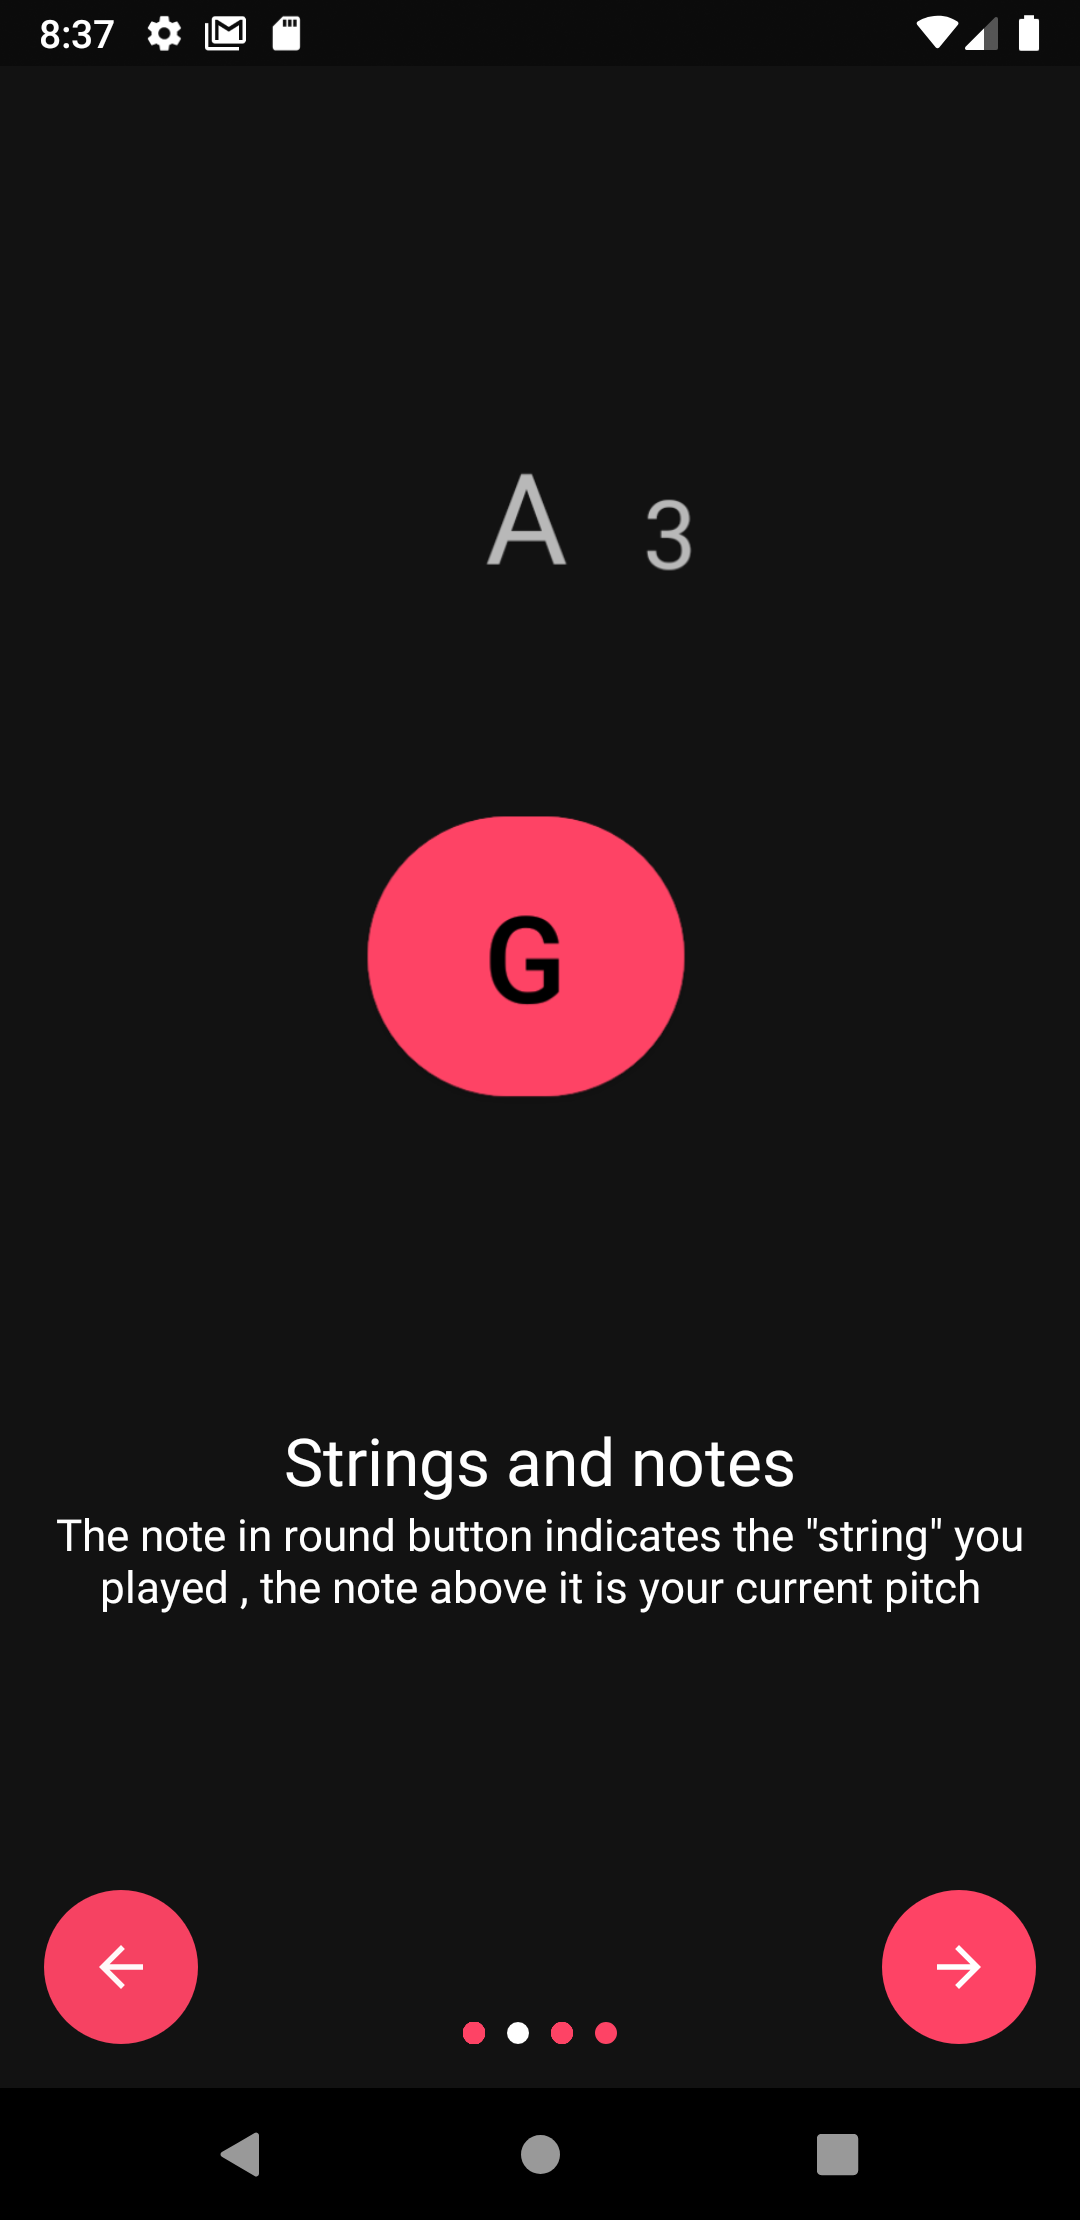 8:37
A 3
G
Strings and notes
The note in round button indicates the "string" you
played , the note above it is your current pitch